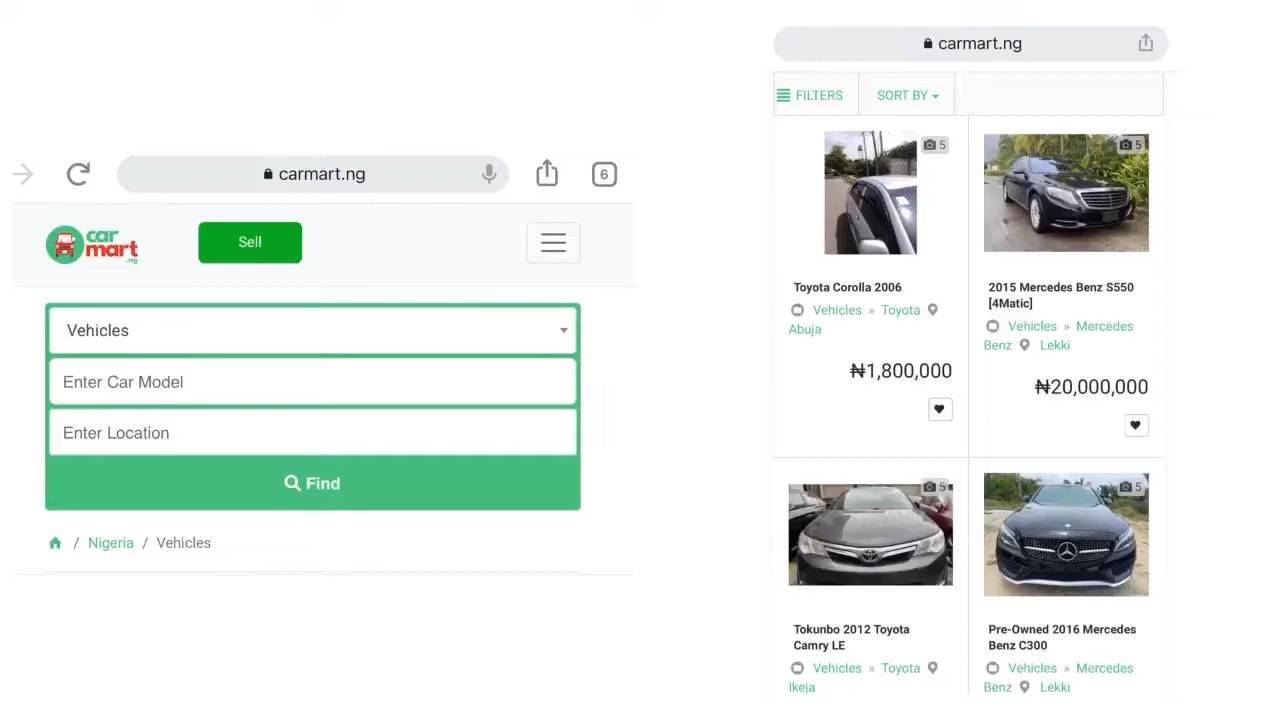 carmart.ng
6
car
mart
.ng
Sell
Vehicles
Enter Car Model
Enter Location
Find
/ Nigeria / Vehicles
carmart.ng
FILTERS
SORT BY
5
5
Toyota Corolla 2006
Vehicles » Toyota
Abuja
₦1,800,000
2015 Mercedes Benz S550
[4Matic]
Vehicles » Mercedes
Benz Lekki
₦20,000,000
5
5
Tokunbo 2012 Toyota
Camry LE
Vehicles » Toyota
Ikeja
Pre-Owned 2016 Mercedes
Benz C300
Vehicles » Mercedes
Benz Lekki